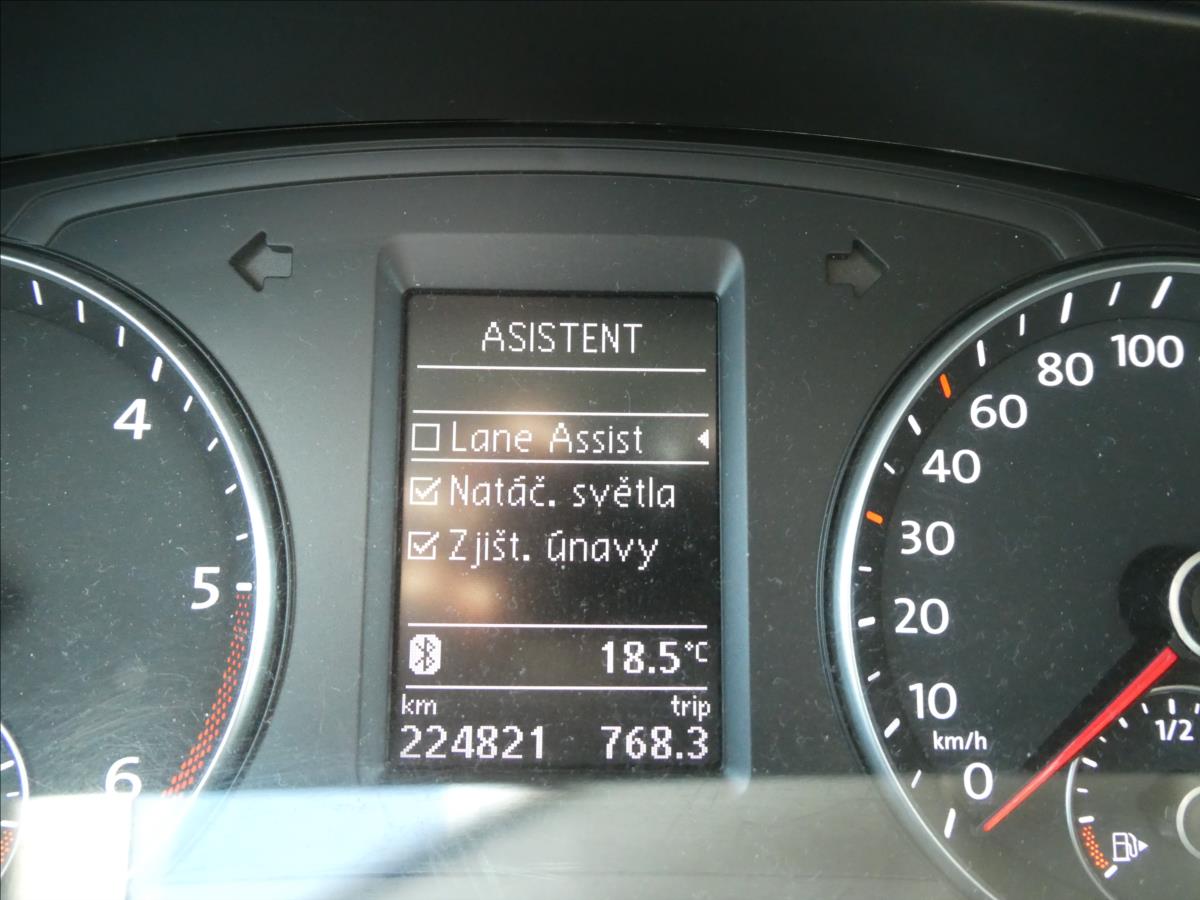 ASISTENT
Lane Assist
Natáč. světla
Zjišt. únavy
18.5°C
km trip
224821 768.3
4
5
6
100
80
60
40
30
20
10
km/h
0
1/2